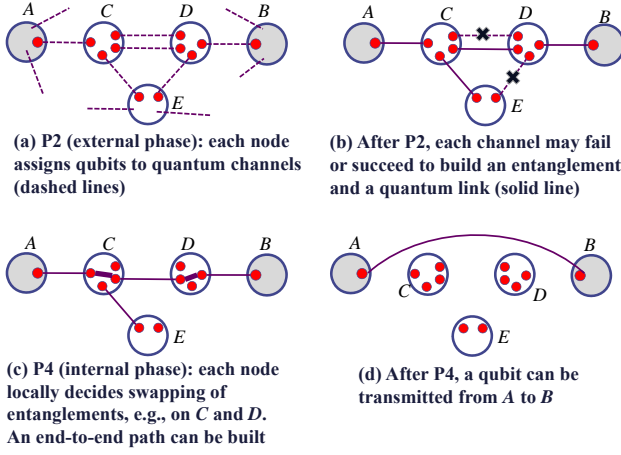 A C D B
E
(a) P2 (external phase): each node
assigns qubits to quantum channels
(dashed lines)
A C D B
E
(b) After P2, each channel may fail
or succeed to build an entanglement
and a quantum link (solid line)
A C D B
E
(c) P4 (internal phase): each node
locally decides swapping of
entanglements, e.g., on C and D.
An end-to-end path can be built
A B
C D
E
(d) After P4, a qubit can be
transmitted from A to B